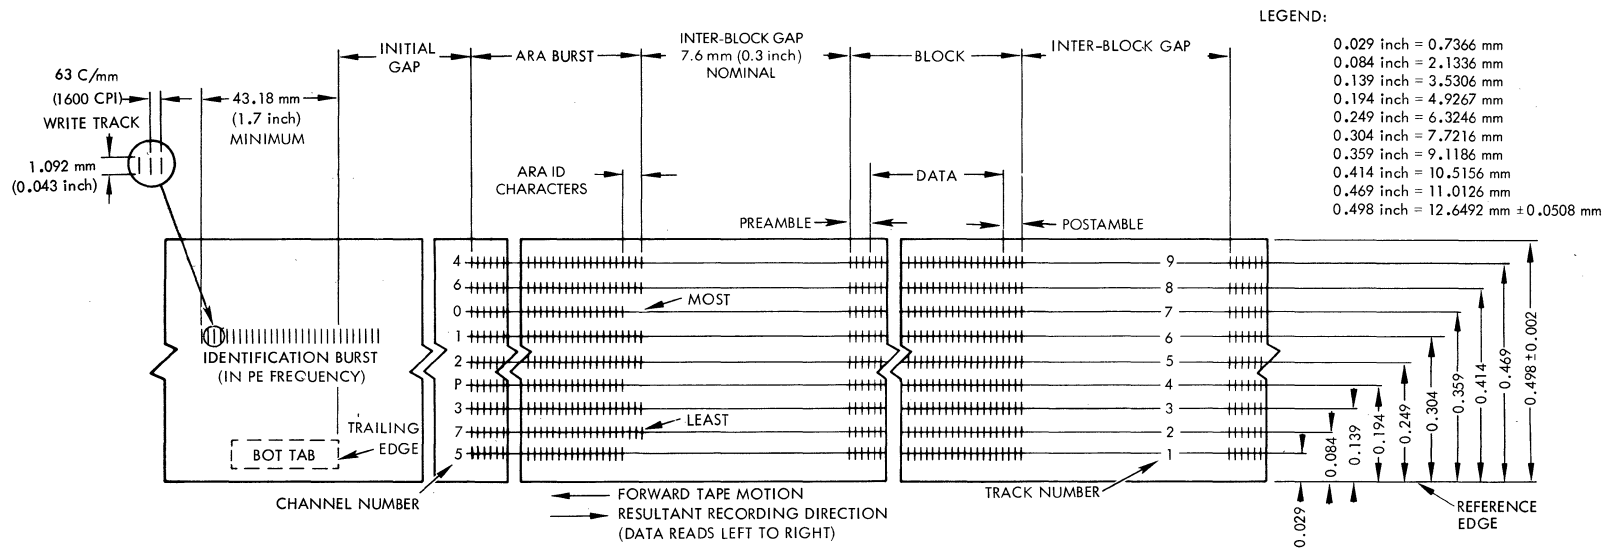 LEGEND:
0.029 inch = 0.7366 mm
0.084 inch = 2.1336 mm
0.139 inch = 3.5306 mm
0.194 inch = 4.9267 mm
0.249 inch = 6.3246 mm
0.304 inch = 7.7216 mm
0.359 inch = 9.1186 mm
0.414 inch = 10.5156 mm
0.469 inch = 11.0126 mm
0.498 inch = 12.6492 mm ±0.0508 mm
63 C/mm
(1600 CPI)
WRITE TRACK
1.092 mm
(0.043 inch)
43.18 mm
(1.7 inch)
MINIMUM
INITIAL
GAP
ARA BURST
INTER-BLOCK GAP
7.6 mm (0.3 inch)
NOMINAL
BLOCK
INTER-BLOCK GAP
ARA ID
CHARACTERS
DATA
PREAMBLE
POSTAMBLE
4
6
0
1
2
P
3
7
5
MOST
LEAST
9
8
7
6
5
4
3
2
1
IDENTIFICATION BURST
(IN PE FREQUENCY)
BOT TAB
TRAILING
EDGE
CHANNEL NUMBER
FORWARD TAPE MOTION
RESULTANT RECORDING DIRECTION
(DATA READS LEFT TO RIGHT)
TRACK NUMBER
0.029
0.084
0.139
0.194
0.249
0.304
0.359
0.414
0.469
0.498 ±0.002
REFERENCE
EDGE